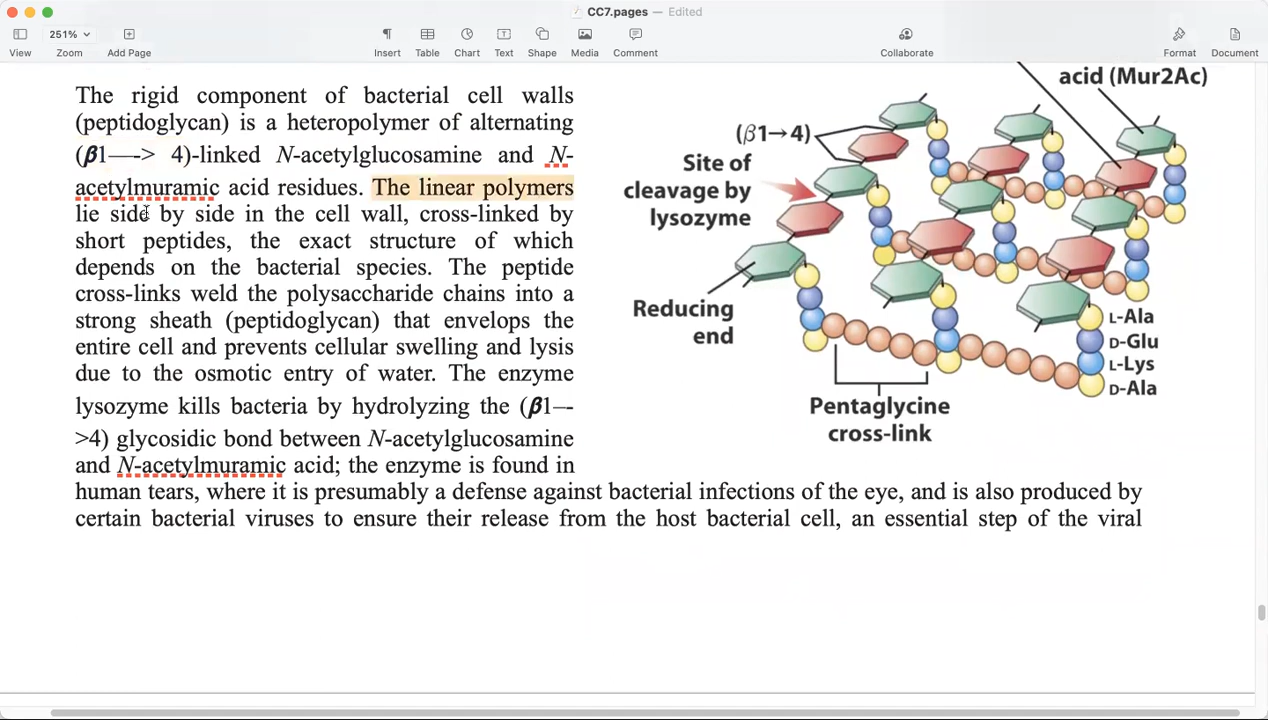 CC7.pages — Edited
251%
View Zoom Add Page Insert Table Chart Text Shape Media Comment Collaborate Format Document
The rigid component of bacterial cell walls
(peptidoglycan) is a heteropolymer of alternating
(β1—-> 4)-linked N-acetylglucosamine and N-
acetylmuramic acid residues. The linear polymers
lie side by side in the cell wall, cross-linked by
short peptides, the exact structure of which
depends on the bacterial species. The peptide
cross-links weld the polysaccharide chains into a
strong sheath (peptidoglycan) that envelops the
entire cell and prevents cellular swelling and lysis
due to the osmotic entry of water. The enzyme
lysozyme kills bacteria by hydrolyzing the (β1–-
>4) glycosidic bond between N-acetylglucosamine
and N-acetylmuramic acid; the enzyme is found in
human tears, where it is presumably a defense against bacterial infections of the eye, and is also produced by
certain bacterial viruses to ensure their release from the host bacterial cell, an essential step of the viral
acid (Mur2Ac)
(β1→4)
Site of
cleavage by
lysozyme
Reducing
end
L-Ala
D-Glu
L-Lys
D-Ala
Pentaglycine
cross-link